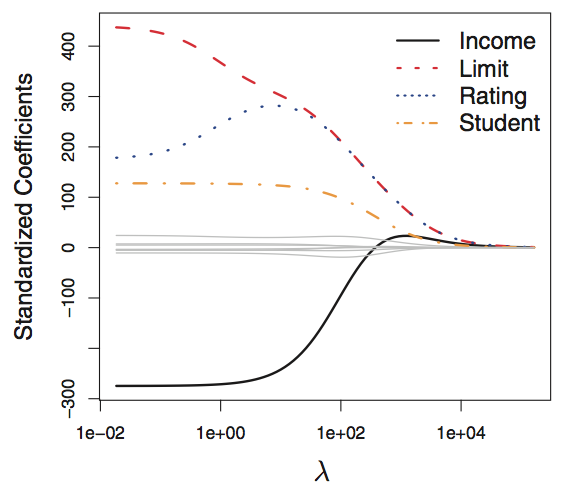 Standardized Coefficients
400
300
200
100
0
-100
-300
Income
Limit
Rating
Student
1e-02
1e+00
1e+02
1e+04
λ